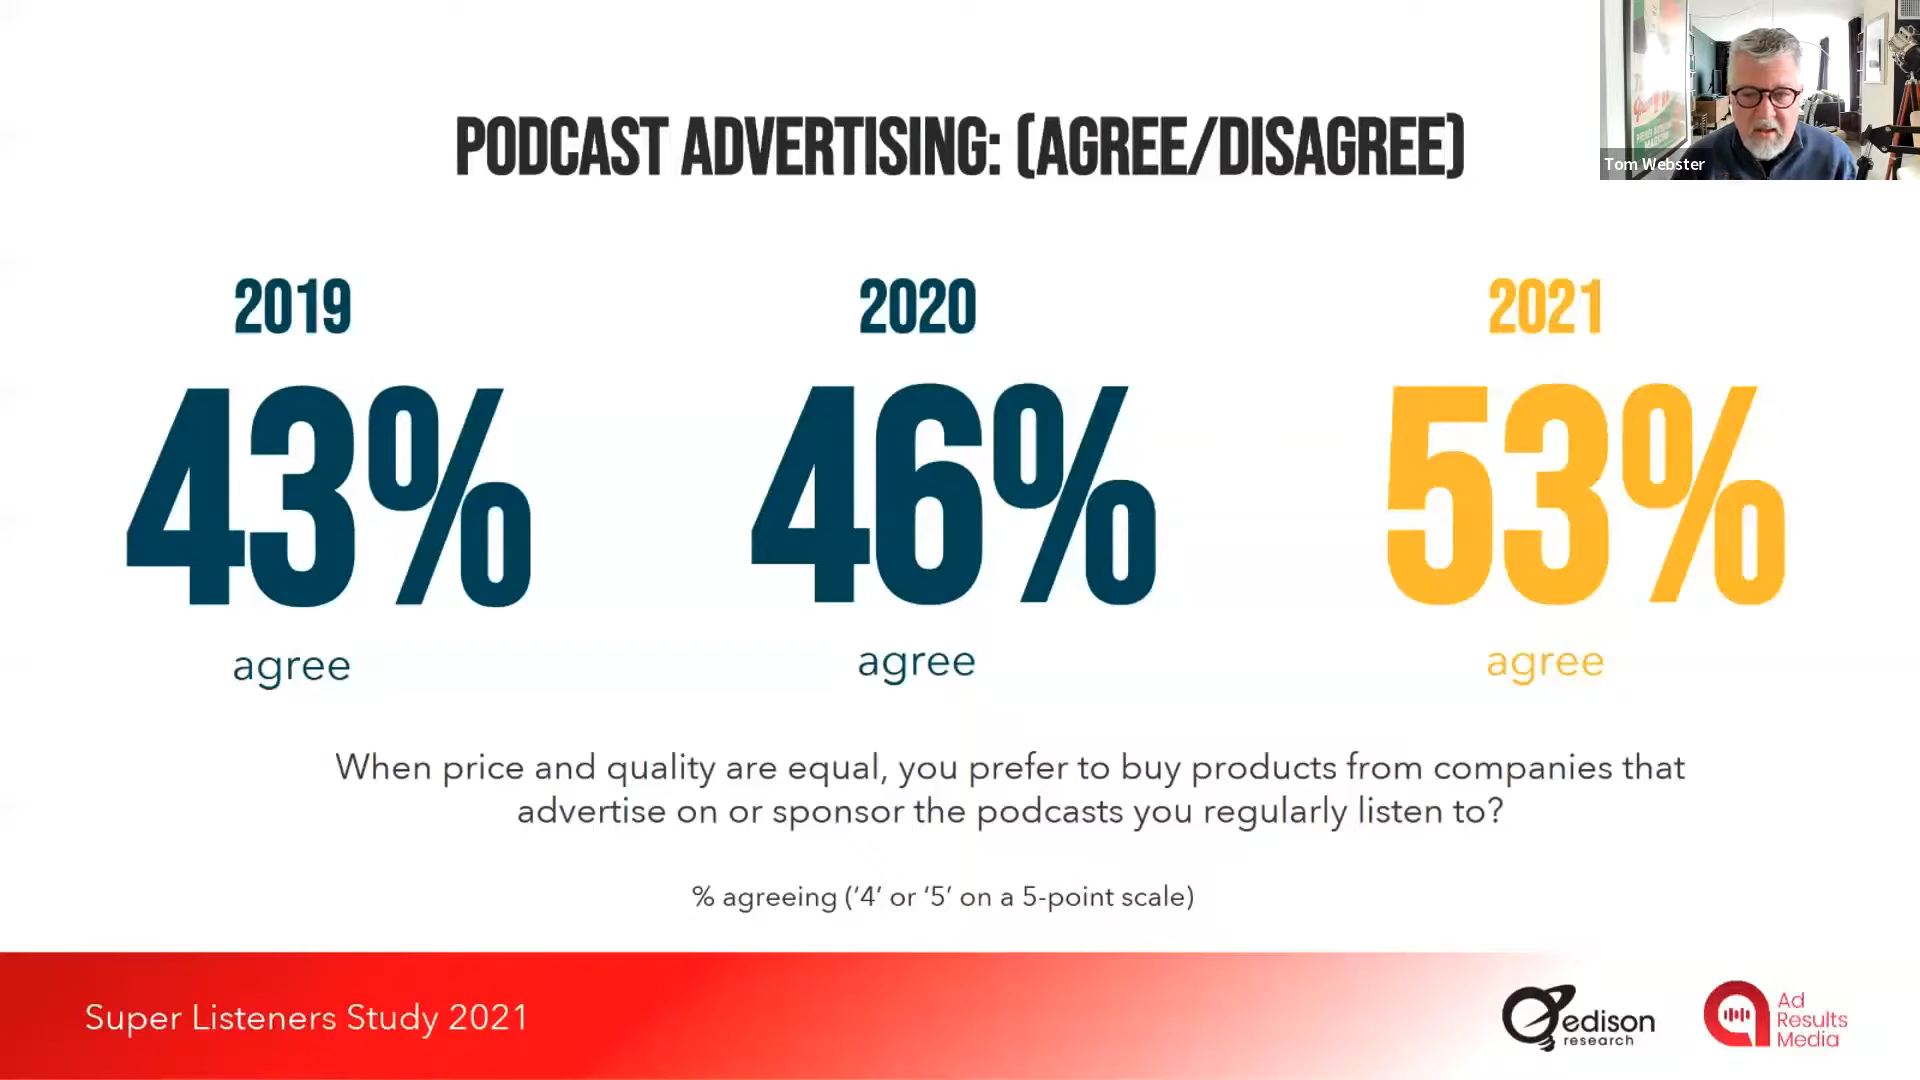 PODCAST ADVERTISING: (AGREE/DISAGREE)
Tom Webster
2019
2020
2021
43%
46%
53%
agree
agree
agree
When price and quality are equal, you prefer to buy products from companies that
advertise on or sponsor the podcasts you regularly listen to?
% agreeing (‘4’ or ‘5’ on a 5-point scale)
Super Listeners Study 2021
edison
research
Ad
Results
Media